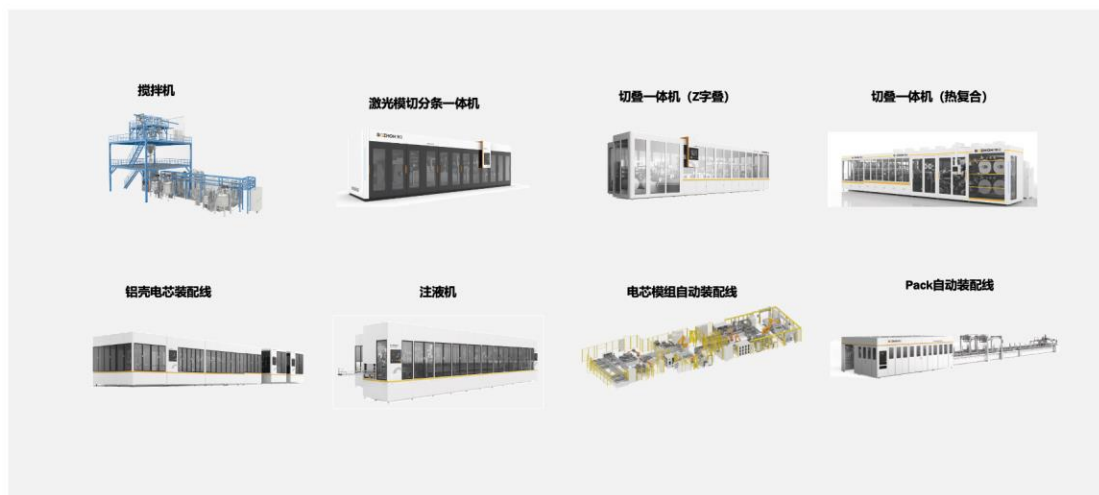 搅拌机
激光模切分条一体机
切叠一体机（Z字叠）
切叠一体机（热复合）
铝壳电芯装配线
注液机
电芯模组自动装配线
Pack自动装配线